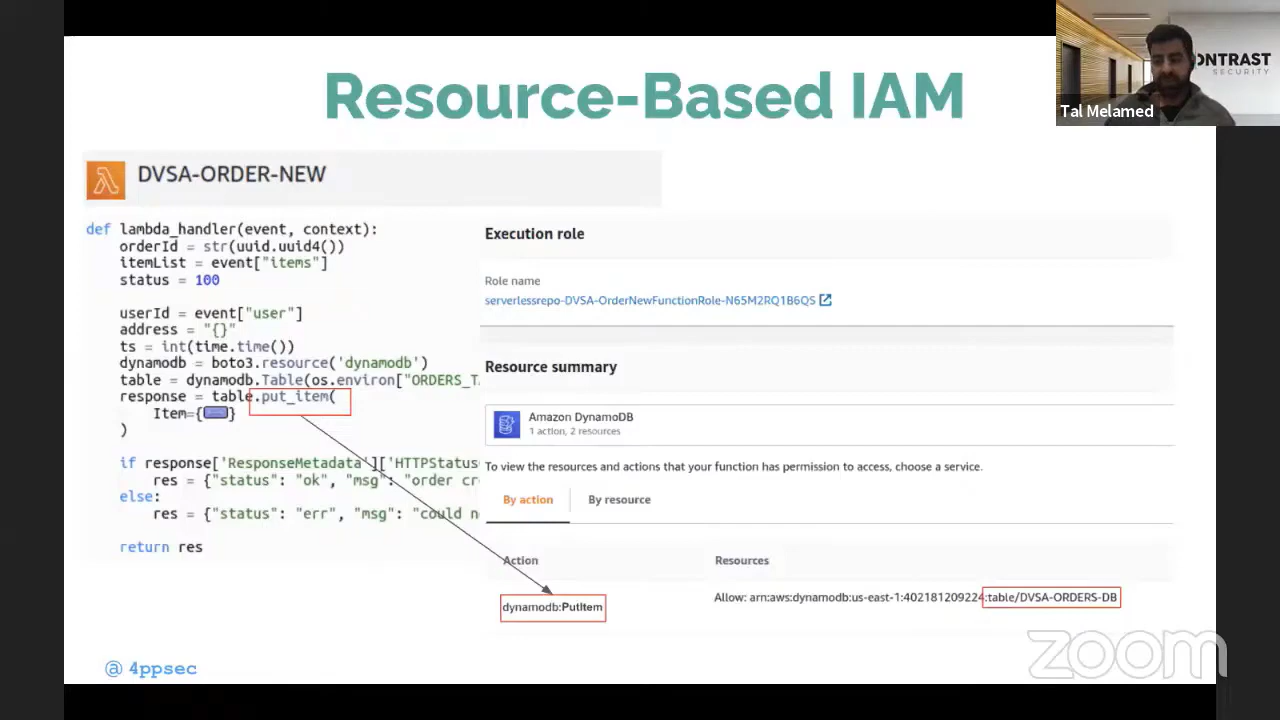 Resource-Based IAM
ONTRAST
SECURITY
Tal Melamed
DVSA-ORDER-NEW
def lambda_handler(event, context):
orderId = str(uuid.uuid4())
itemList = event["items"]
status = 100
userId = event["user"]
address = "{}"
ts = int(time.time())
dynamodb = boto3.resource('dynamodb')
table = dynamodb.Table(os.environ["ORDERS_T
response = table.put_item(
Item={ }
)
if response['ResponseMetadata']['HTTPStatus
res = {"status": "ok", "msg": "order cr
else:
res = {"status": "err", "msg": "could n
return res
Execution role
Role name
serverlessrepo-DVSA-OrderNewFunctionRole-N65M2RQ1B6QS
Resource summary
Amazon DynamoDB
1 action, 2 resources
To view the resources and actions that your function has permission to access, choose a service.
By action By resource
Action Resources
dynamodb:PutItem Allow: arn:aws:dynamodb:us-east-1:402181209224:table/DVSA-ORDERS-DB
@ 4ppsec
zoom